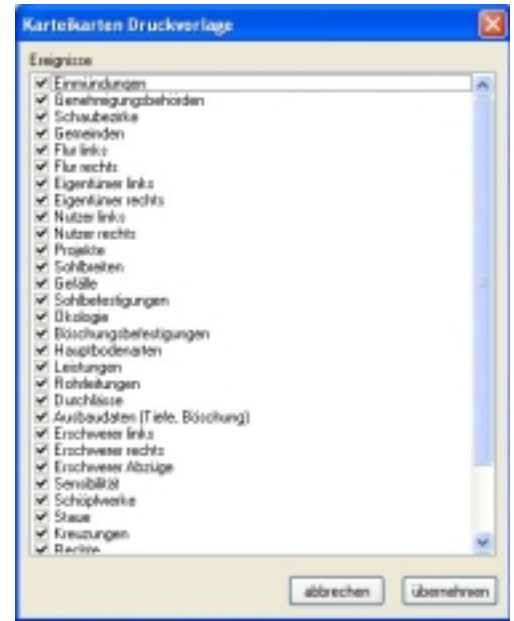 Karteikarten Druckvorlage
Ereignisse
Einmündungen
Genehmigungsbehörden
Schaubezirke
Gemeinden
Flur links
Flur rechts
Eigentümer links
Eigentümer rechts
Nutzer links
Nutzer rechts
Projekte
Sohlbreiten
Gefälle
Sohlbefestigungen
Ökologie
Böschungsbefestigungen
Hauptbodenarten
Leistungen
Rohrleitungen
Durchlässe
Ausbaudaten (Tiefe, Böschung)
Erschwerer links
Erschwerer rechts
Erschwerer Abzüge
Sensibilität
Schöpfwerke
Staue
Kreuzungen
Rechte
abbrechen übernehmen